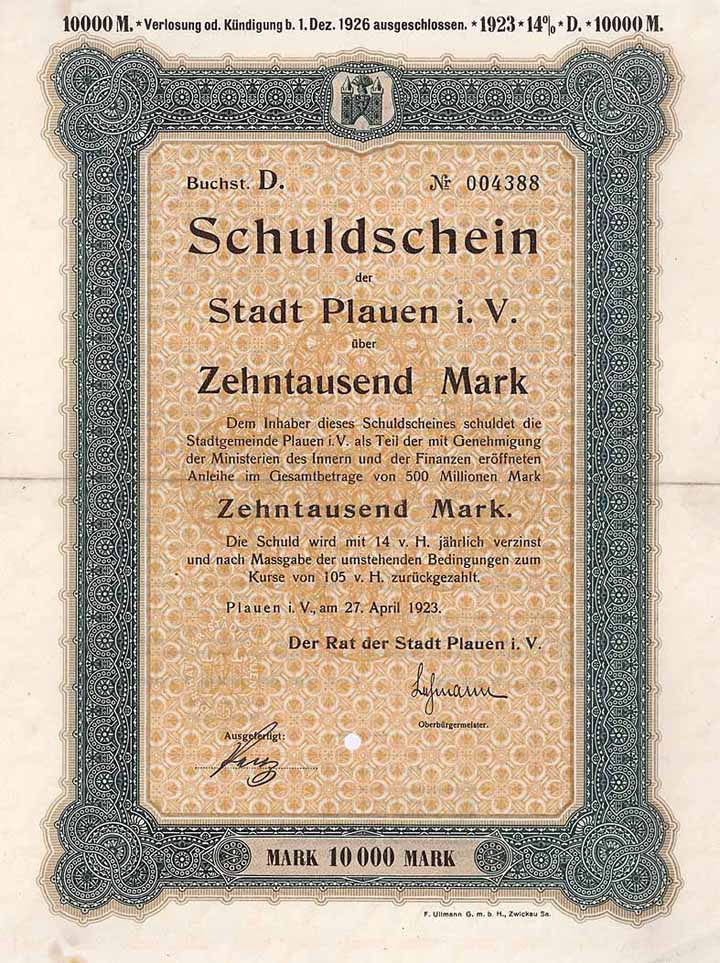 10000 M. * Verlosung od. Kündigung b. 1. Dez. 1926 ausgeschlossen. * 1923 * 14% * D. * 10000 M.
Buchst. D. Nr. 004388
Schuldschein
der
Stadt Plauen i. V.
über
Zehntausend Mark
Dem Inhaber dieses Schuldscheines schuldet die
Stadtgemeinde Plauen i. V. als Teil der mit Genehmigung
der Ministerien des Innern und der Finanzen eröffneten
Anleihe im Gesamtbetrage von 500 Millionen Mark
Zehntausend Mark.
Die Schuld wird mit 14 v. H. jährlich verzinst
und nach Massgabe der umstehenden Bedingungen zum
Kurse von 105 v. H. zurückgezahlt.
Plauen i. V., am 27. April 1923.
Der Rat der Stadt Plauen i. V.
Lehmann
Oberbürgermeister.
Ausgefertigt:
MARK 10 000 MARK
F. Ullmann G. m. b. H., Zwickau Sa.